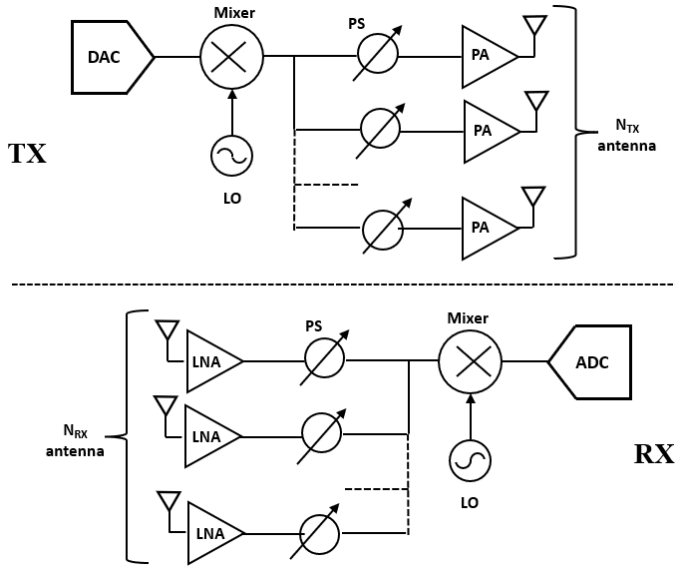 Mixer
PS
DAC
PA
PA
N_TX
antenna
TX
LO
PA
Mixer
PS
LNA
ADC
LNA
N_RX
antenna
RX
LO
LNA